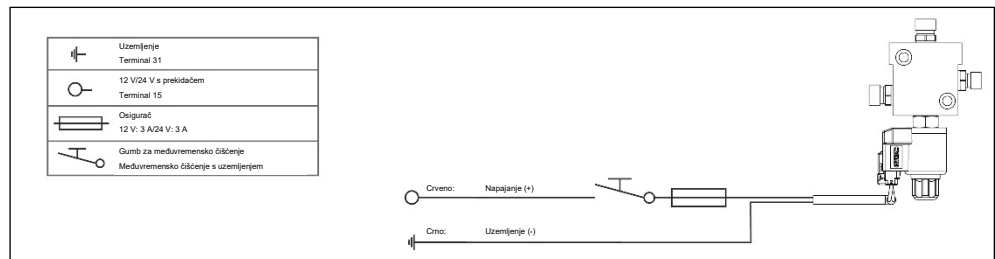 Uzemljenje
Terminal 31
12 V/24 V s prekidačem
Terminal 15
Osigurač
12 V: 3 A/24 V: 3 A
Gumb za međuvremensko čišćenje
Međuvremensko čišćenje s uzemljenjem
Crveno: Napajanje (+)
Crno: Uzemljenje (-)